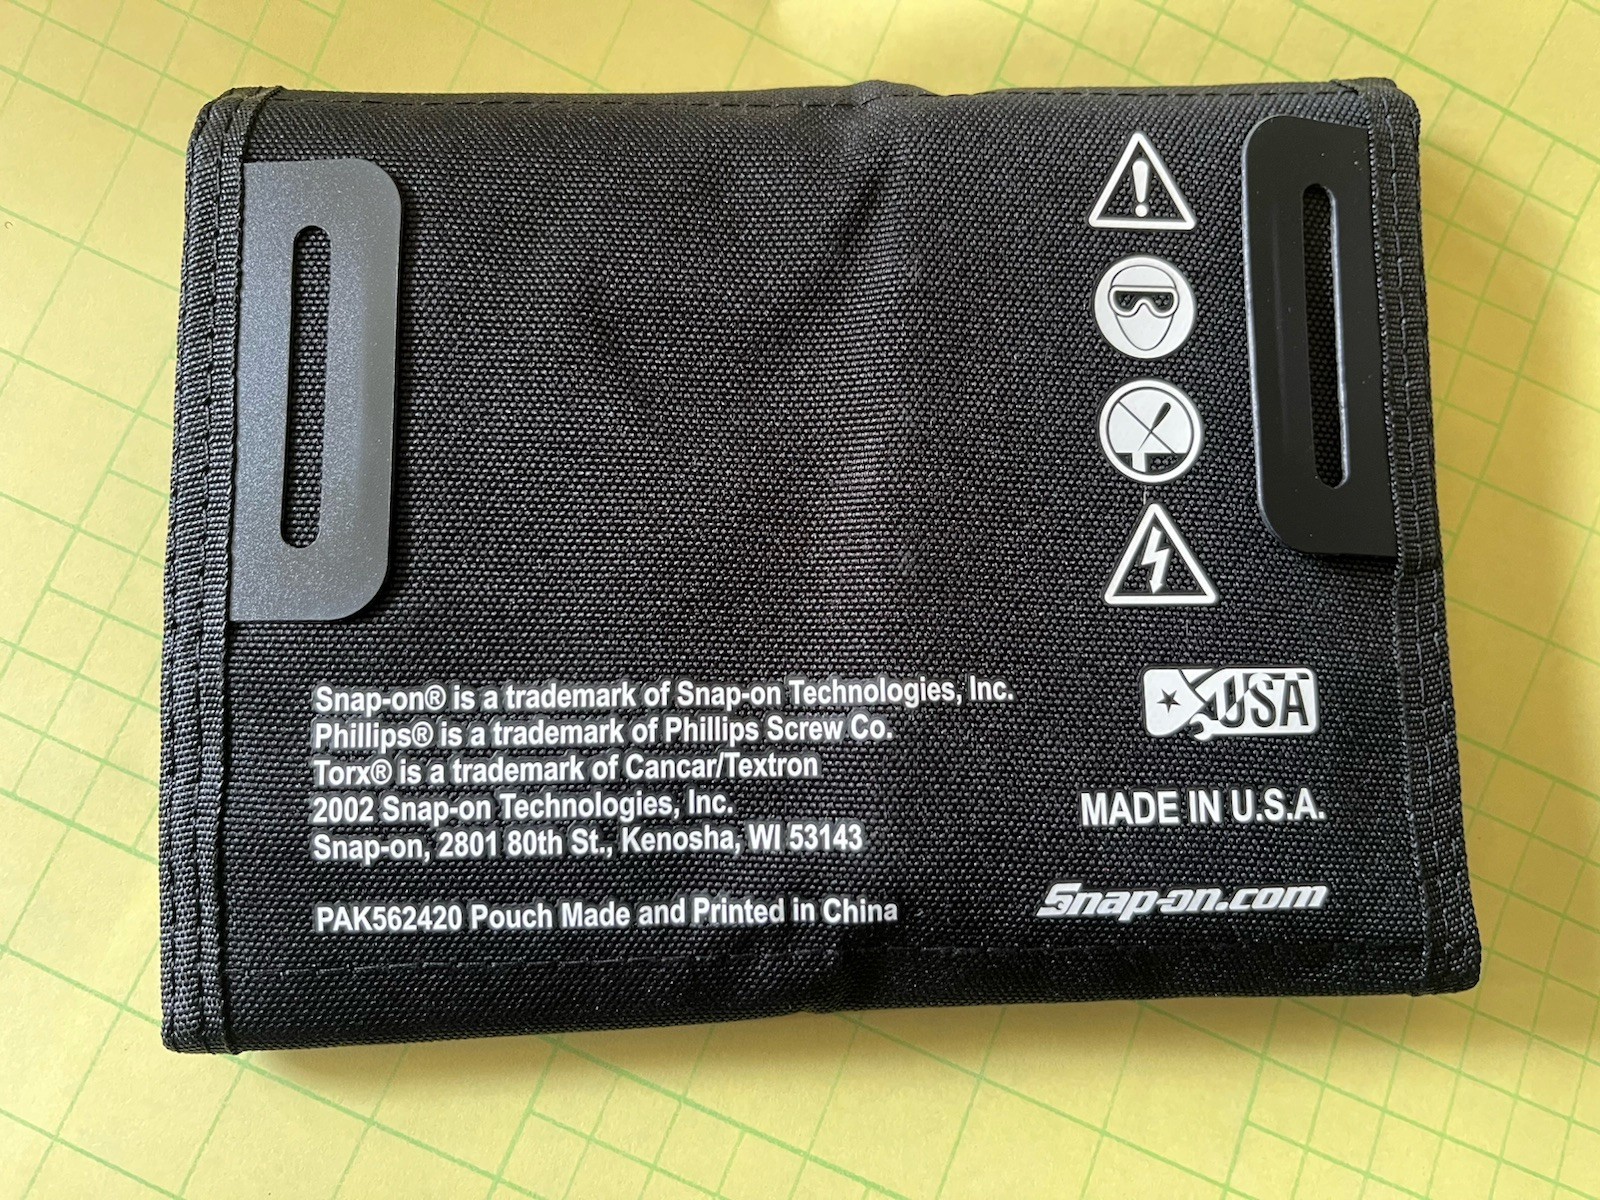 Snap-on® is a trademark of Snap-on Technologies, Inc.
Phillips® is a trademark of Phillips Screw Co.
Torx® is a trademark of Cancar/Textron
2002 Snap-on Technologies, Inc.
Snap-on, 2801 80th St., Kenosha, WI 53143
PAK562420 Pouch Made and Printed in China
USA
MADE IN U.S.A.
Snap-on.com